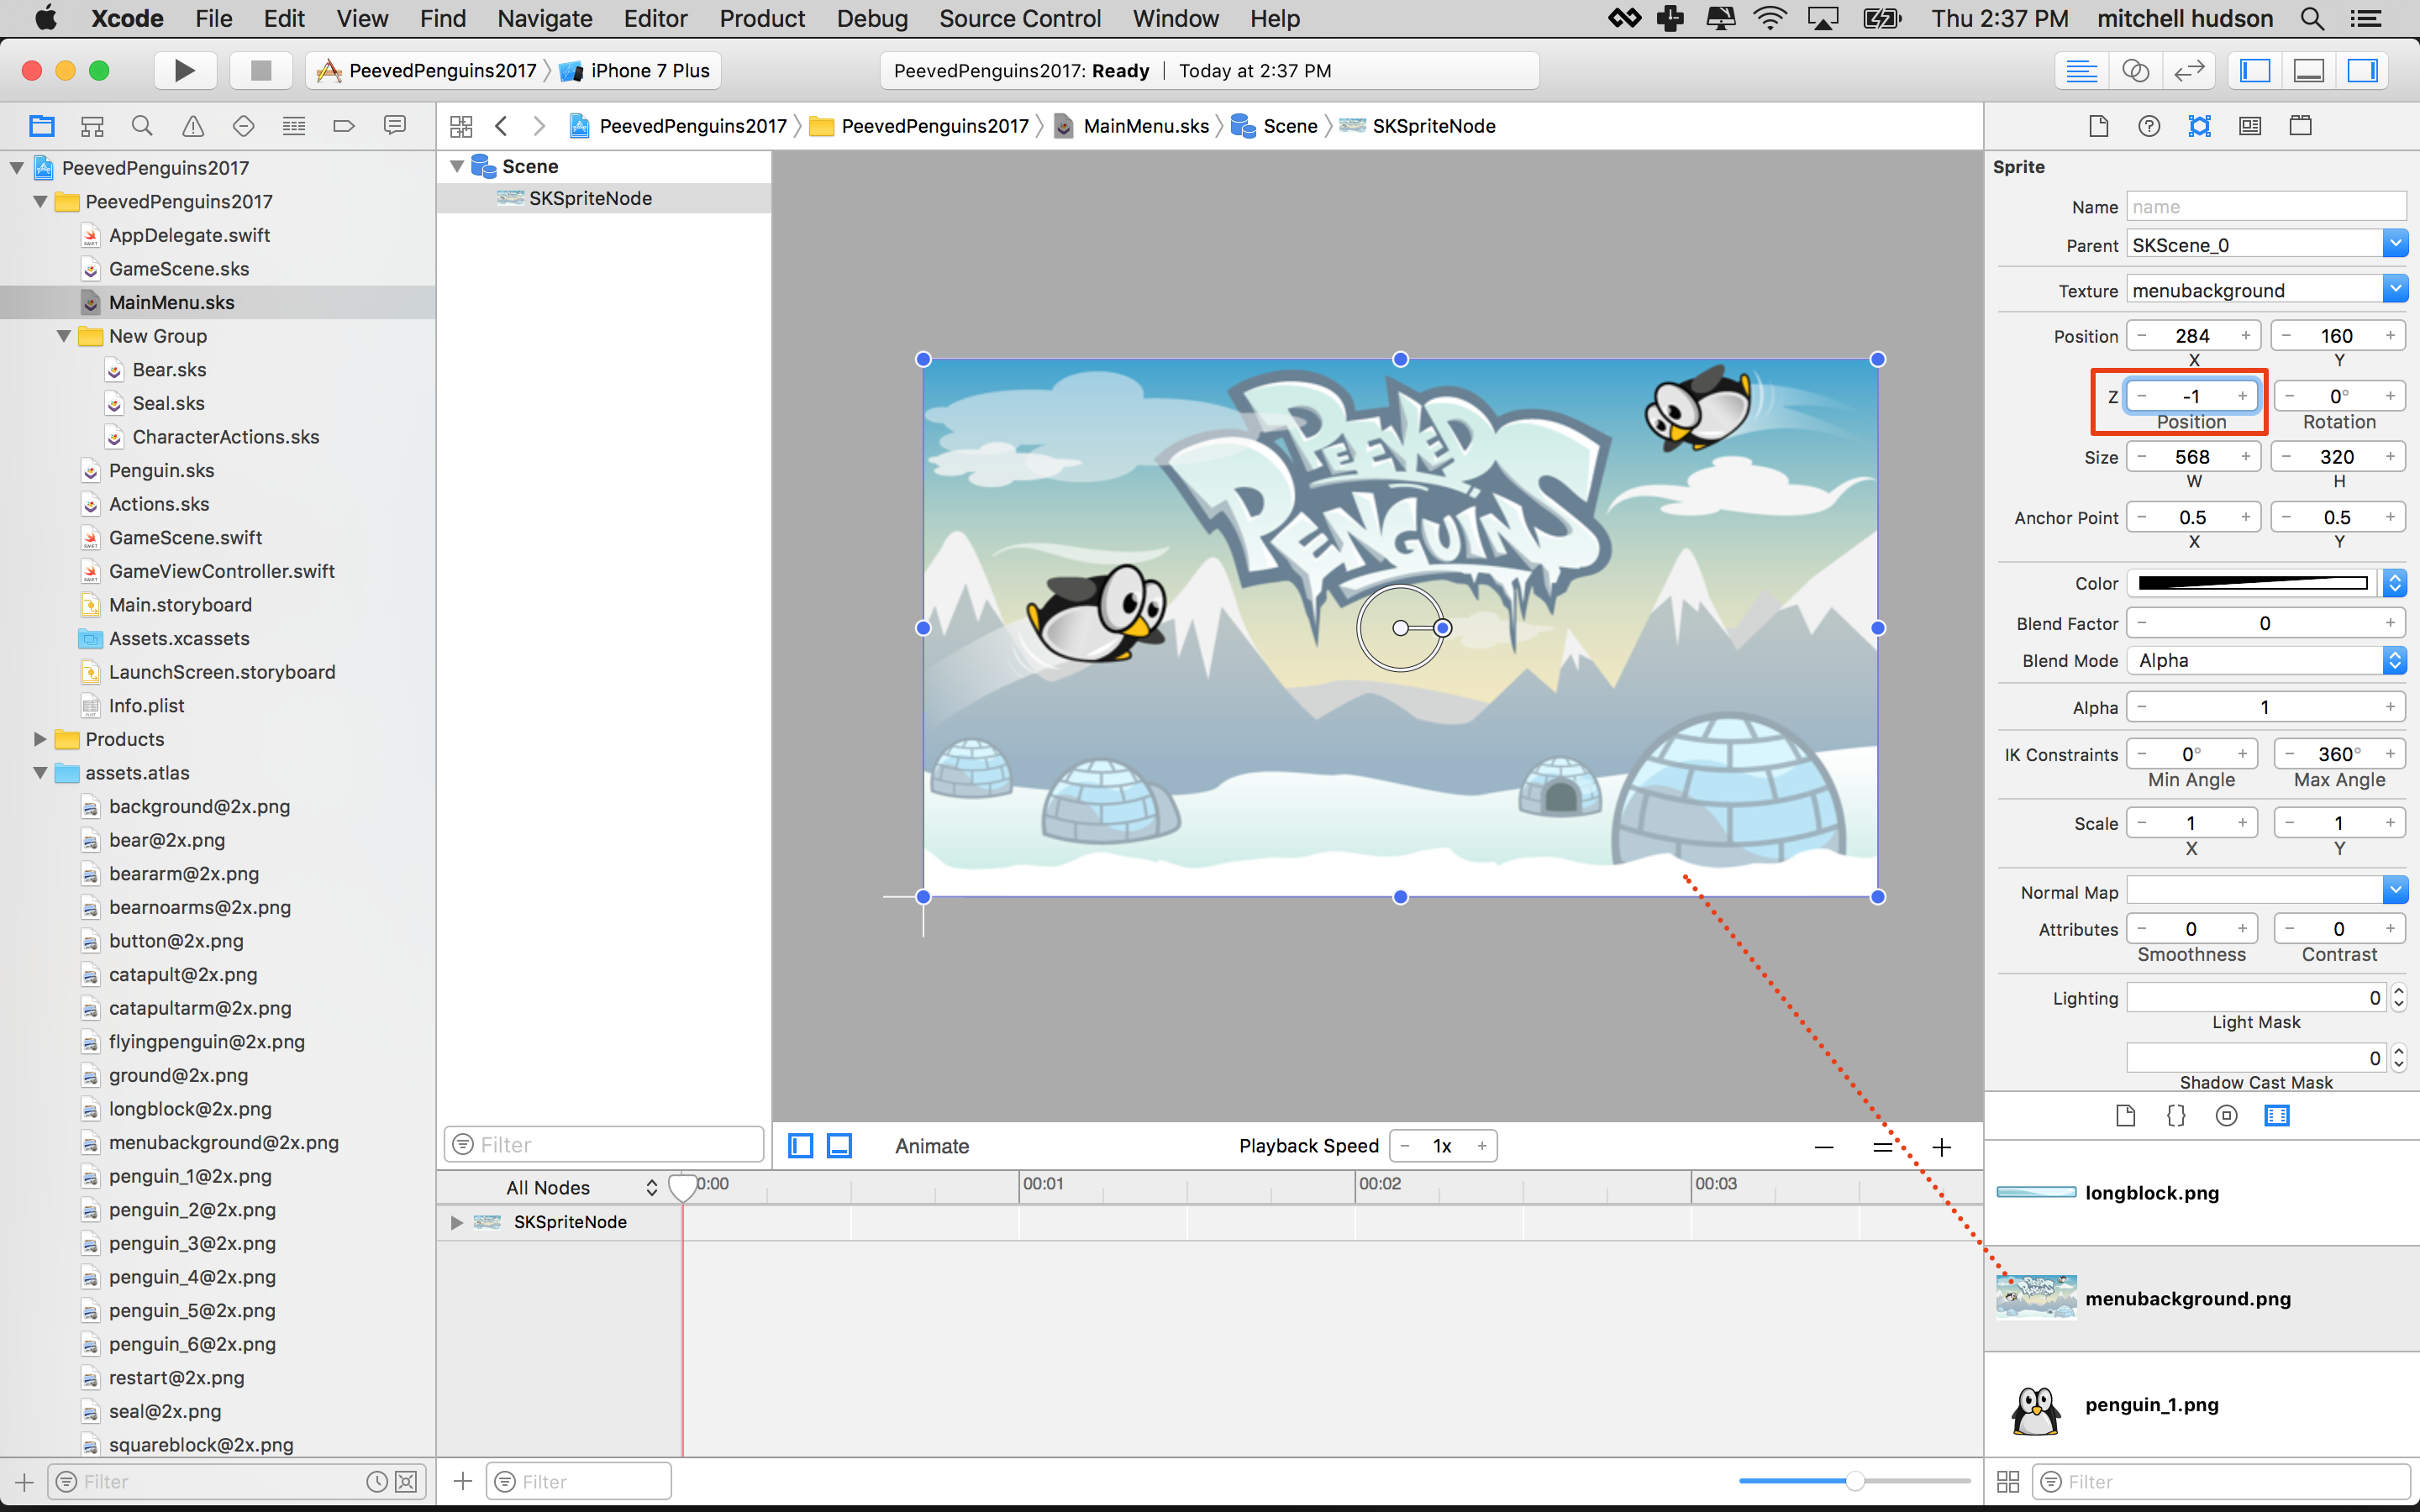 Xcode File Edit View Find Navigate Editor Product Debug Source Control Window Help Thu 2:37 PM mitchell hudson
PeevedPenguins2017 iPhone 7 Plus PeevedPenguins2017: Ready Today at 2:37 PM
PeevedPenguins2017 PeevedPenguins2017 MainMenu.sks Scene SKSpriteNode
PeevedPenguins2017
PeevedPenguins2017
AppDelegate.swift
GameScene.sks
MainMenu.sks
New Group
Bear.sks
Seal.sks
CharacterActions.sks
Penguin.sks
Actions.sks
GameScene.swift
GameViewController.swift
Main.storyboard
Assets.xcassets
LaunchScreen.storyboard
Info.plist
Products
assets.atlas
background@2x.png
bear@2x.png
beararm@2x.png
bearnoarms@2x.png
button@2x.png
catapult@2x.png
catapultarm@2x.png
flyingpenguin@2x.png
ground@2x.png
longblock@2x.png
menubackground@2x.png
penguin_1@2x.png
penguin_2@2x.png
penguin_3@2x.png
penguin_4@2x.png
penguin_5@2x.png
penguin_6@2x.png
restart@2x.png
seal@2x.png
squareblock@2x.png
Filter
Scene
SKSpriteNode
Filter
PEEVED
PENGUINS
Animate Playback Speed − 1x +
All Nodes 0:00 00:01 00:02 00:03
SKSpriteNode
Filter
Sprite
Name name
Parent SKScene_0
Texture menubackground
Position − 284 + − 160 +
X Y
Z − -1 + − 0° +
Position Rotation
Size − 568 + − 320 +
W H
Anchor Point − 0.5 + − 0.5 +
X Y
Color
Blend Factor − 0 +
Blend Mode Alpha
Alpha − 1 +
IK Constraints − 0° + − 360° +
Min Angle Max Angle
Scale − 1 + − 1 +
X Y
Normal Map
Attributes − 0 + − 0 +
Smoothness Contrast
Lighting 0
Light Mask
0
Shadow Cast Mask
longblock.png
menubackground.png
penguin_1.png
Filter